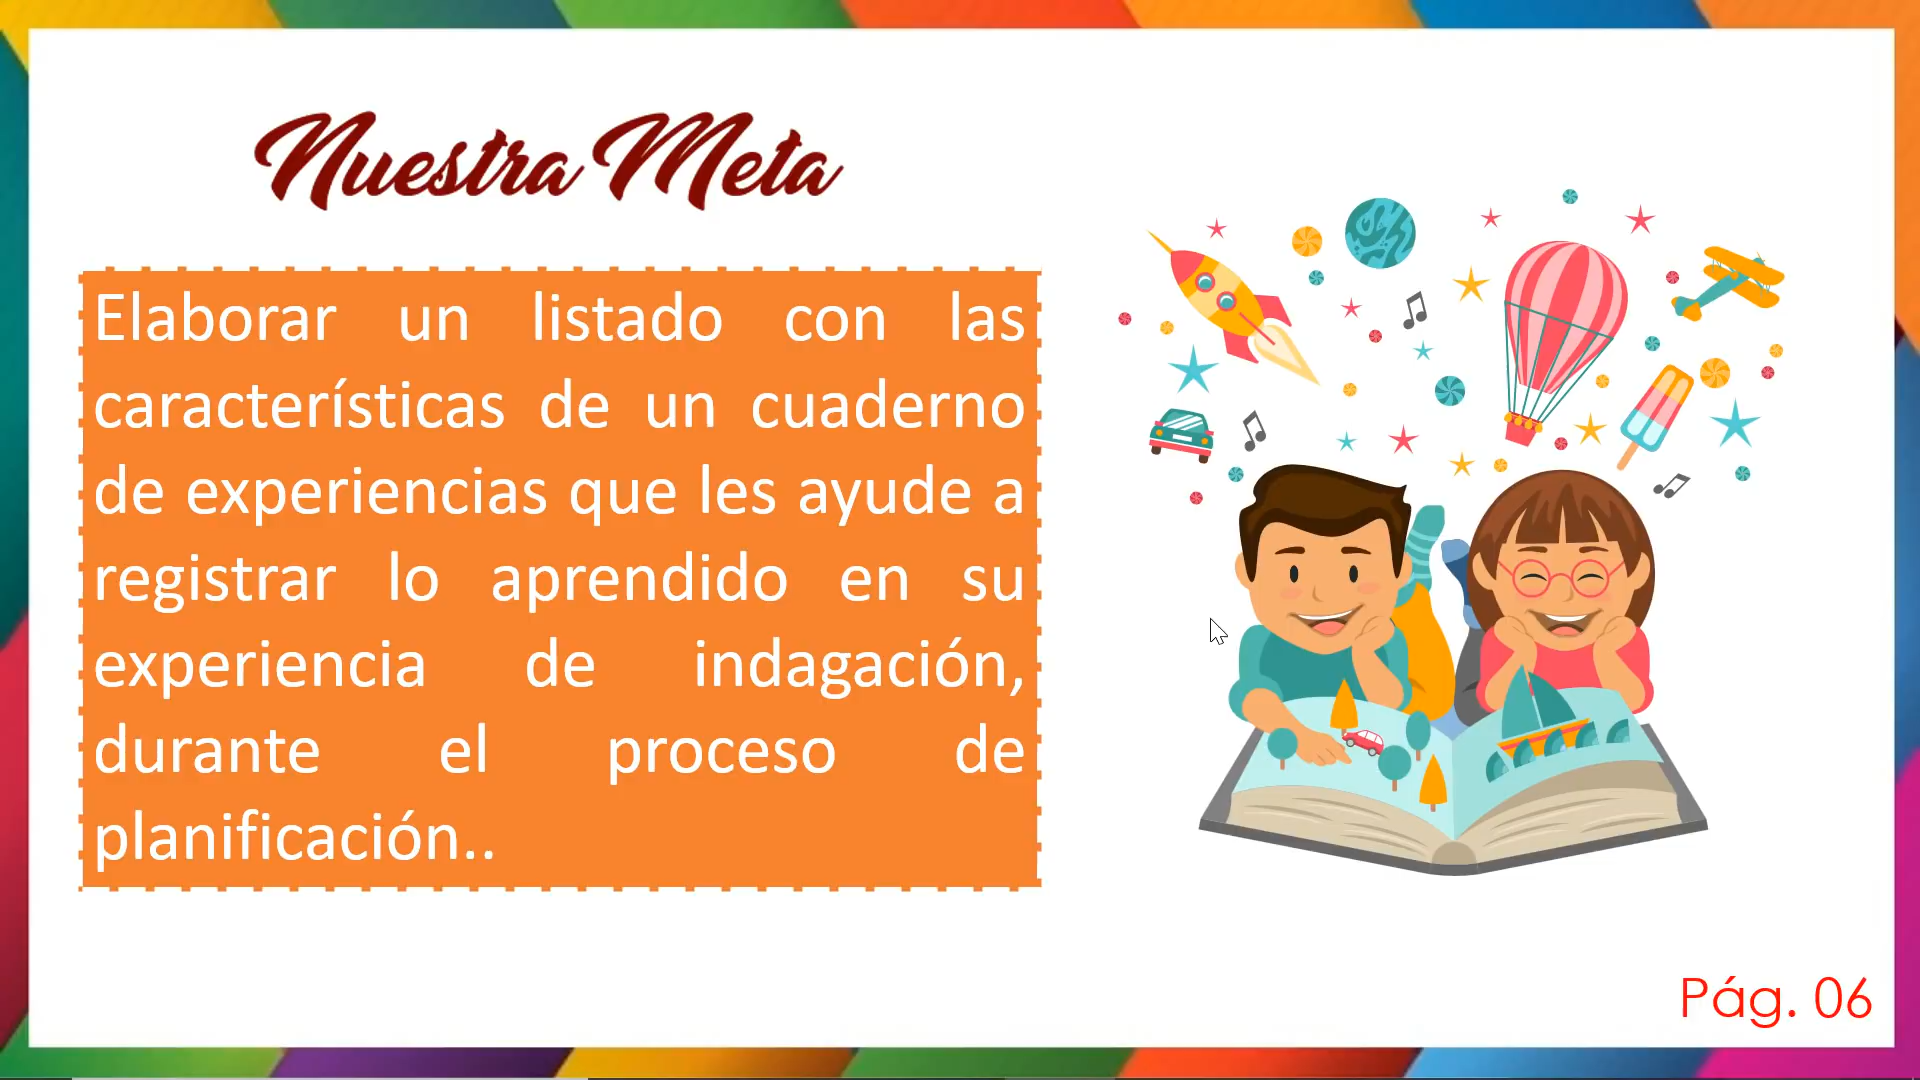 Nuestra Meta
Elaborar un listado con las
características de un cuaderno
de experiencias que les ayude a
registrar lo aprendido en su
experiencia de indagación,
durante el proceso de
planificación..
Pág. 06